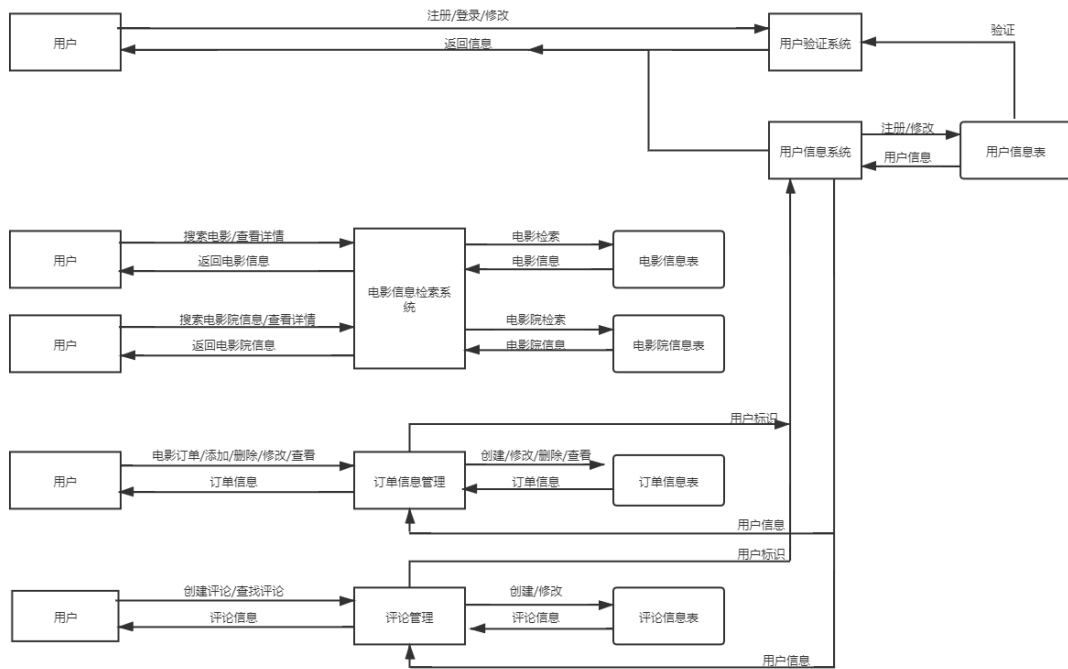 注册/登录/修改
用户
返回信息
用户验证系统
验证
用户信息系统
注册/修改
用户信息
用户信息表
用户
搜索电影/查看详情
返回电影信息
电影信息检索系
统
电影检索
电影信息
电影信息表
用户
搜索电影院信息/查看详情
返回电影院信息
电影院检索
电影院信息
电影院信息表
用户标识
用户
电影订单/添加/删除/修改/查看
订单信息
订单信息管理
创建/修改/删除/查看
订单信息
订单信息表
用户信息
用户标识
用户
创建评论/查找评论
评论信息
评论管理
创建/修改
评论信息
评论信息表
用户信息